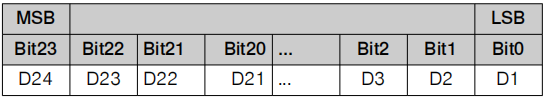 MSB LSB
Bit23 Bit22 Bit21 Bit20 ... Bit2 Bit1 Bit0
D24 D23 D22 D21 ... D3 D2 D1